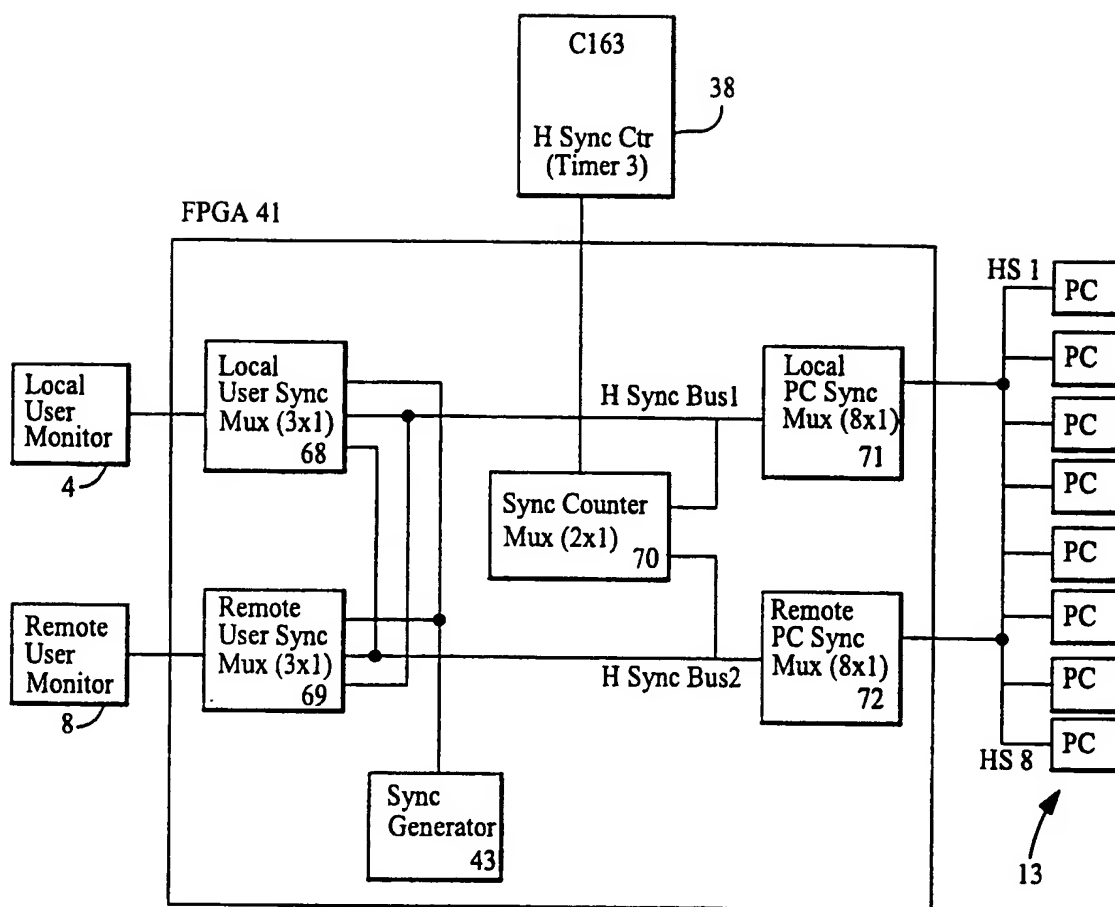 C163
H Sync Ctr
(Timer 3)
38
FPGA 41
HS 1
PC
PC
PC
PC
PC
PC
PC
PC
HS 8
13
Local
User
Monitor
4
Local
User Sync
Mux (3x1)
68
H Sync Bus1
Local
PC Sync
Mux (8x1)
71
Sync Counter
Mux (2x1)
70
Remote
User
Monitor
8
Remote
User Sync
Mux (3x1)
69
H Sync Bus2
Remote
PC Sync
Mux (8x1)
72
Sync
Generator
43